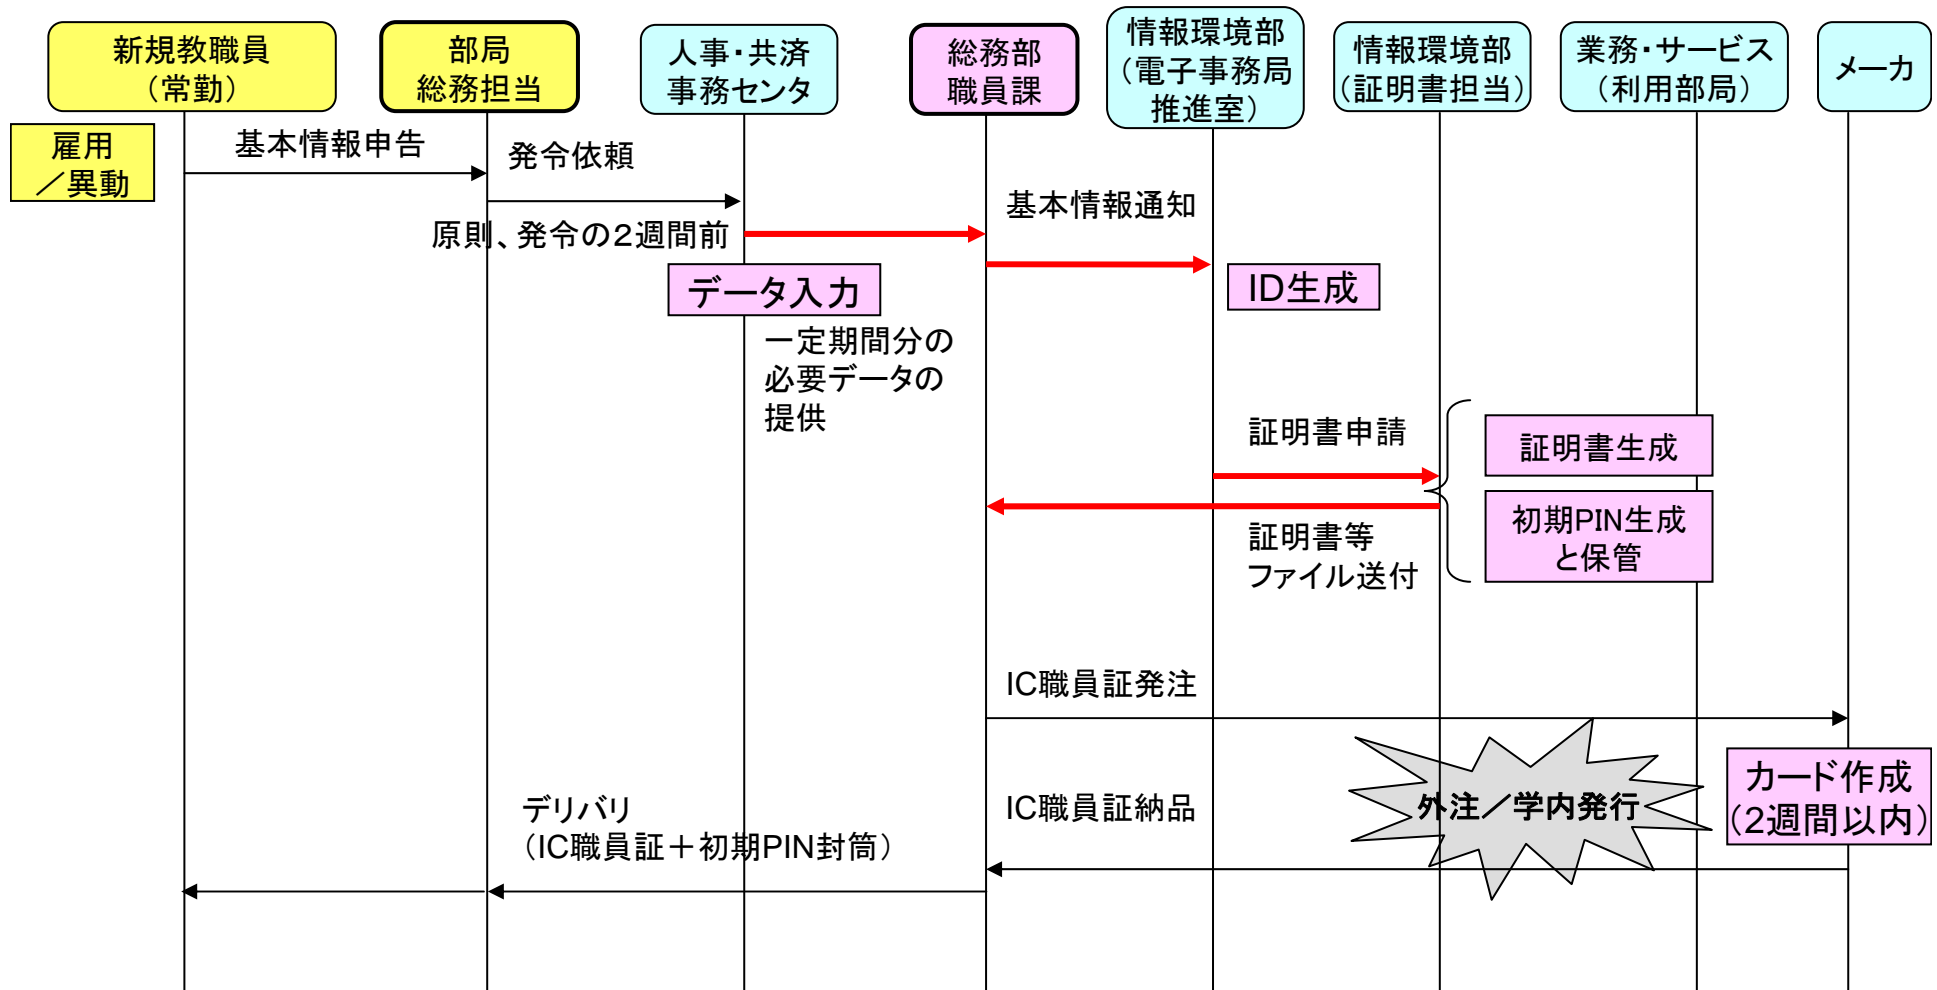 新規教職員
（常勤）
部局
総務担当
人事・共済
事務センタ
総務部
職員課
情報環境部
（電子事務局
推進室）
情報環境部
（証明書担当）
業務・サービス
（利用部局）
メーカ
雇用
／異動
基本情報申告
発令依頼
原則、発令の２週間前
基本情報通知
データ入力
ID生成
一定期間分の
必要データの
提供
証明書申請
証明書生成
初期PIN生成
と保管
証明書等
ファイル送付
IC職員証発注
カード作成
（2週間以内）
外注／学内発行
IC職員証納品
デリバリ
（IC職員証＋初期PIN封筒）